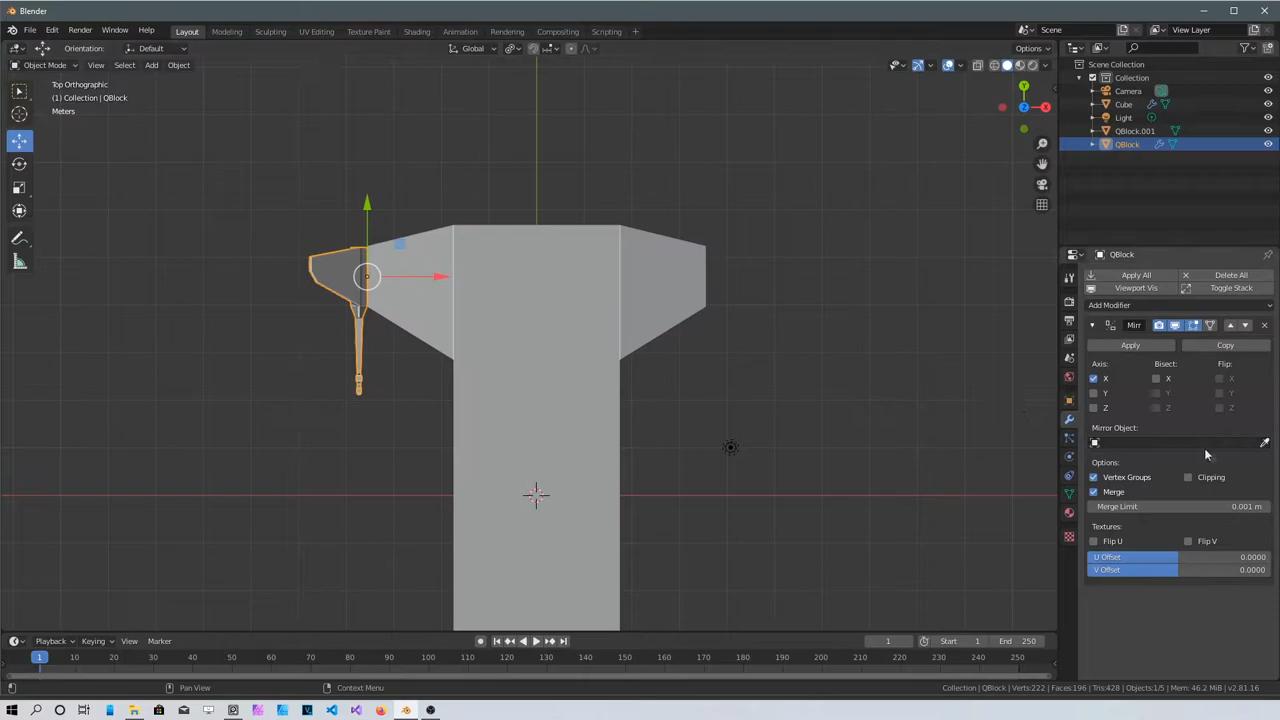 Blender
File Edit Render Window Help Layout Modeling Sculpting UV Editing Texture Paint Shading Animation Rendering Compositing Scripting + Scene View Layer
Orientation: Default Global Options
Object Mode View Select Add Object
Top Orthographic
(1) Collection | QBlock
Meters
Y
X
Z
Scene Collection
Collection
Camera
Cube
Light
QBlock.001
QBlock
QBlock
Apply All Delete All
Viewport Vis Toggle Stack
Add Modifier
Mirr
Apply Copy
Axis: Bisect: Flip:
X X X
Y Y Y
Z Z Z
Mirror Object:
Options:
Vertex Groups Clipping
Merge
Merge Limit 0.001 m
Textures:
Flip U Flip V
U Offset 0.0000
V Offset 0.0000
Playback Keying View Marker 1 Start 1 End 250
1 10 20 30 40 50 60 70 80 90 100 110 120 130 140 150 160 170 180 190 200 210 220 230 240 250
Pan View Context Menu Collection | QBlock | Verts:222 | Faces:196 | Tris:428 | Objects:1/5 | Mem: 46.2 MiB | v2.81.16